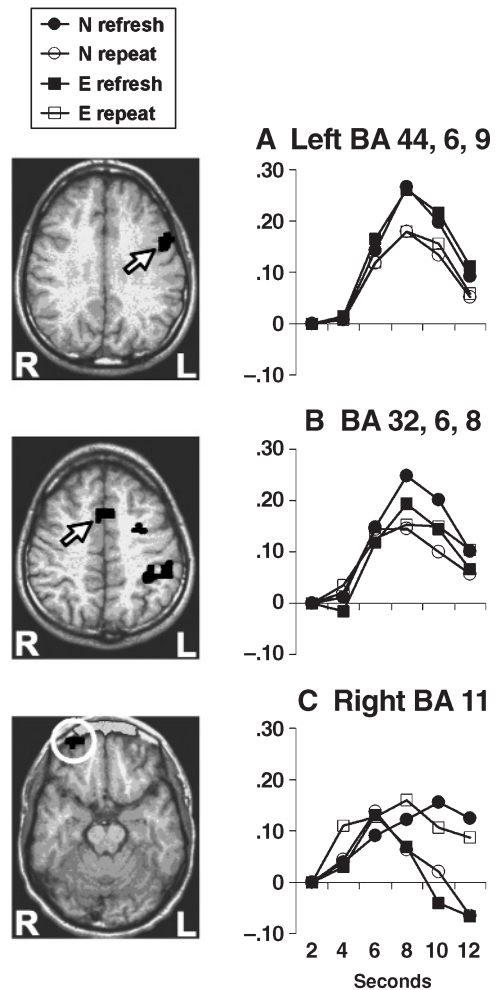 N refresh
N repeat
E refresh
E repeat
A Left BA 44, 6, 9
.30
.20
.10
0
–.10
R L
B BA 32, 6, 8
.30
.20
.10
0
–.10
R L
C Right BA 11
.30
.20
.10
0
–.10
R L
2 4 6 8 10 12
Seconds